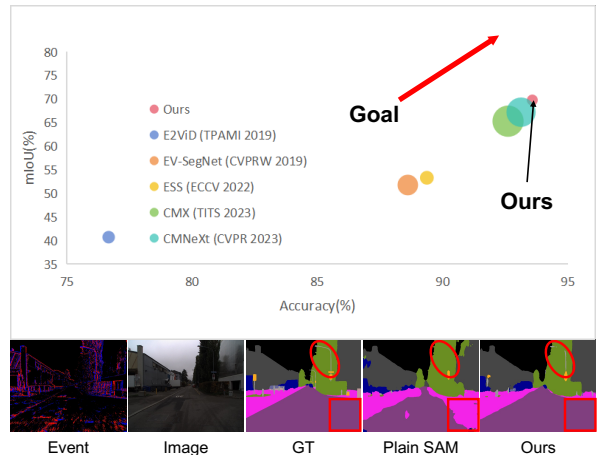 80
75
70
65
60
55
50
45
40
35
mIoU(%)
75
80
85
90
95
Accuracy(%)
Ours
E2ViD (TPAMI 2019)
EV-SegNet (CVPRW 2019)
ESS (ECCV 2022)
CMX (TITS 2023)
CMNeXt (CVPR 2023)
Goal
Ours
Event
Image
GT
Plain SAM
Ours